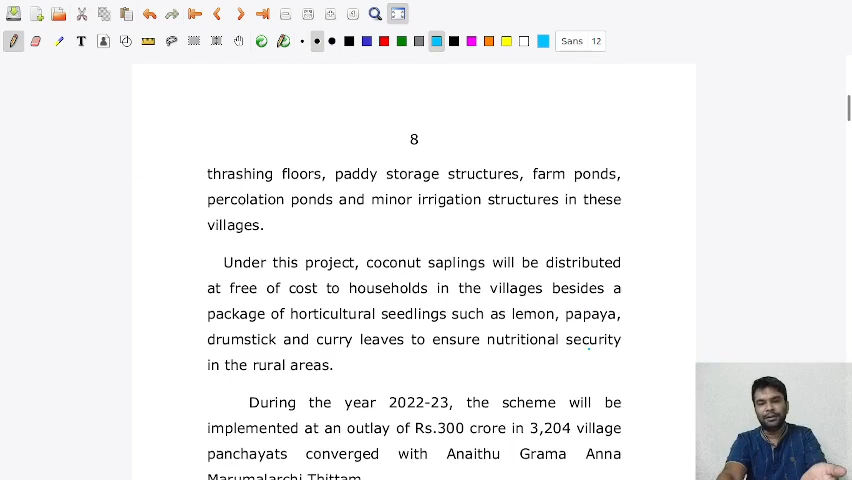 Sans 12
8
thrashing floors, paddy storage structures, farm ponds,
percolation ponds and minor irrigation structures in these
villages.
Under this project, coconut saplings will be distributed
at free of cost to households in the villages besides a
package of horticultural seedlings such as lemon, papaya,
drumstick and curry leaves to ensure nutritional security
in the rural areas.
During the year 2022-23, the scheme will be
implemented at an outlay of Rs.300 crore in 3,204 village
panchayats converged with Anaithu Grama Anna
Marumalarchi Thittam